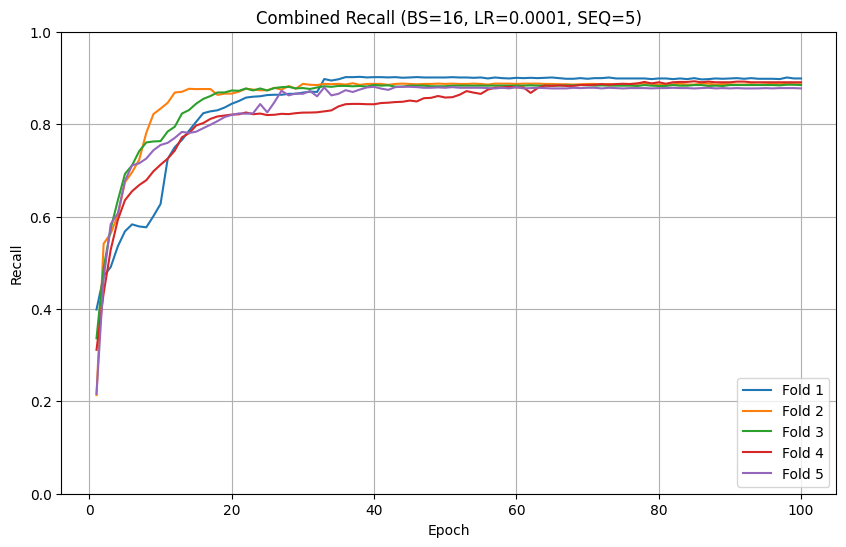 Combined Recall (BS=16, LR=0.0001, SEQ=5)
1.0
0.8
0.6
0.4
0.2
0.0
Recall
0
20
40
60
80
100
Epoch
Fold 1
Fold 2
Fold 3
Fold 4
Fold 5